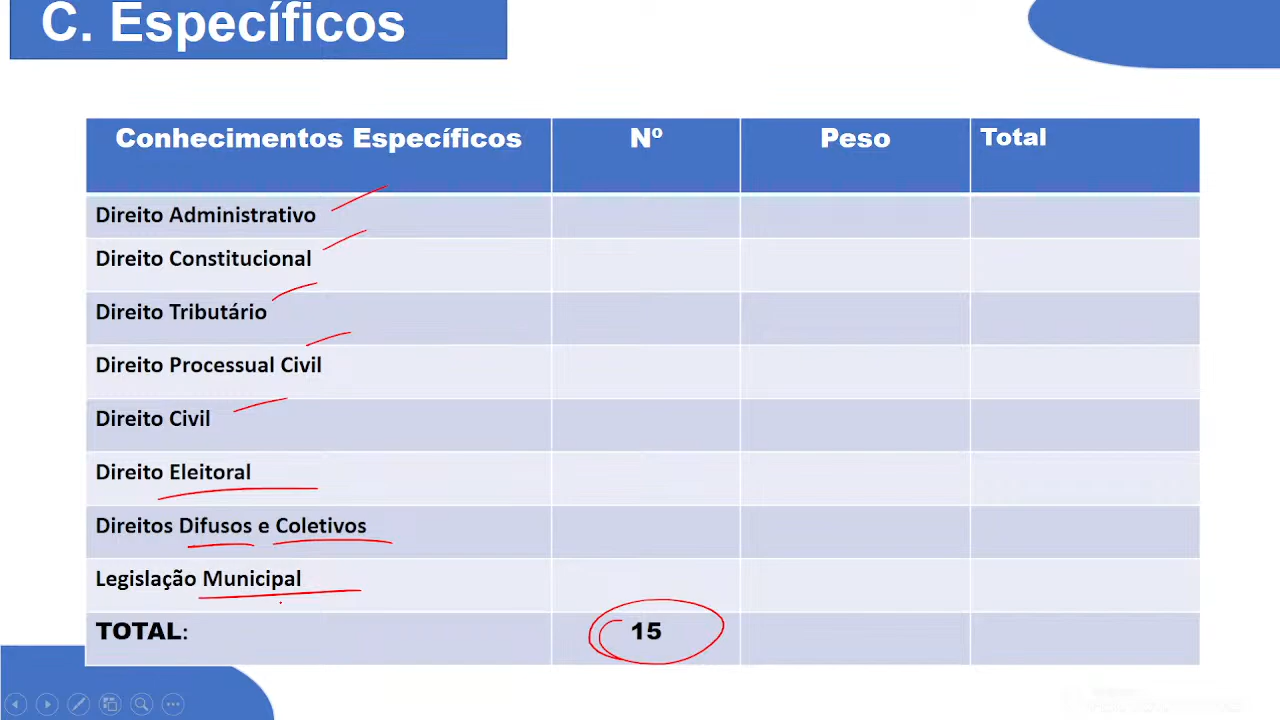 C. Específicos
Conhecimentos Específicos Nº Peso Total
Direito Administrativo
Direito Constitucional
Direito Tributário
Direito Processual Civil
Direito Civil
Direito Eleitoral
Direitos Difusos e Coletivos
Legislação Municipal
TOTAL: 15